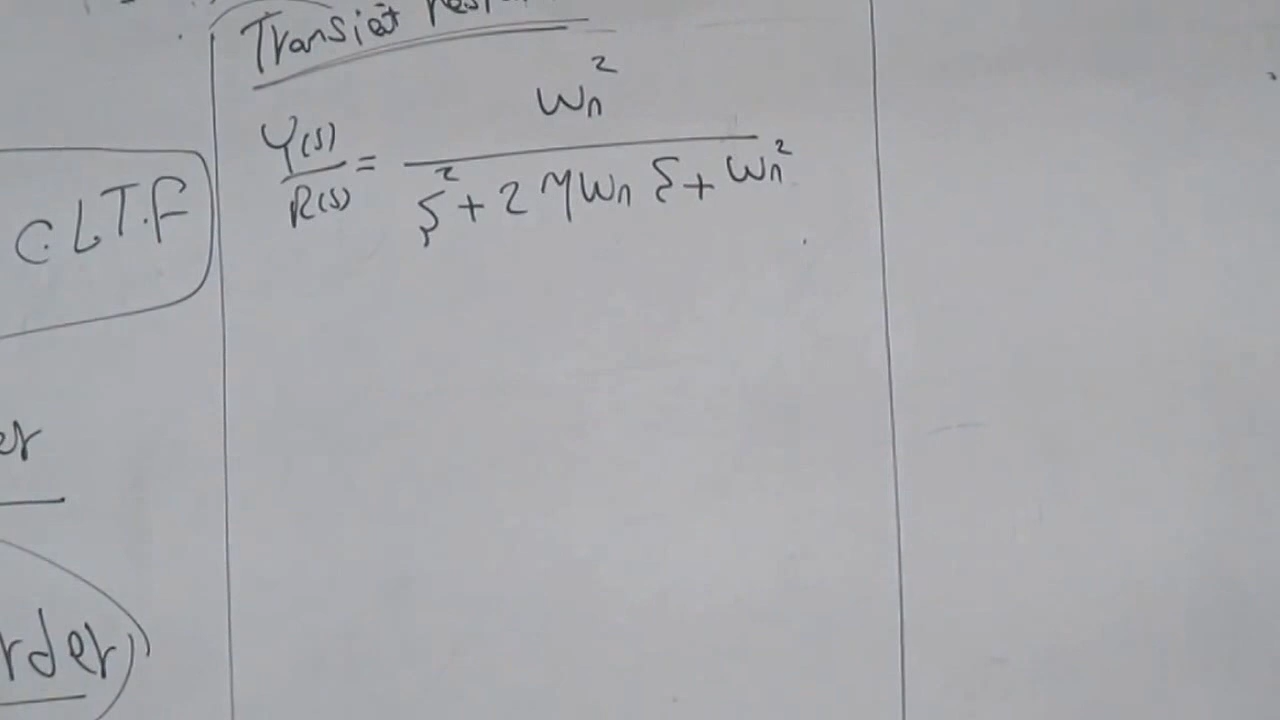 Transiet
Y(s)/R(s) = ωn² / s² + 2ηωn s + ωn²
C.L.T.F
er
rder